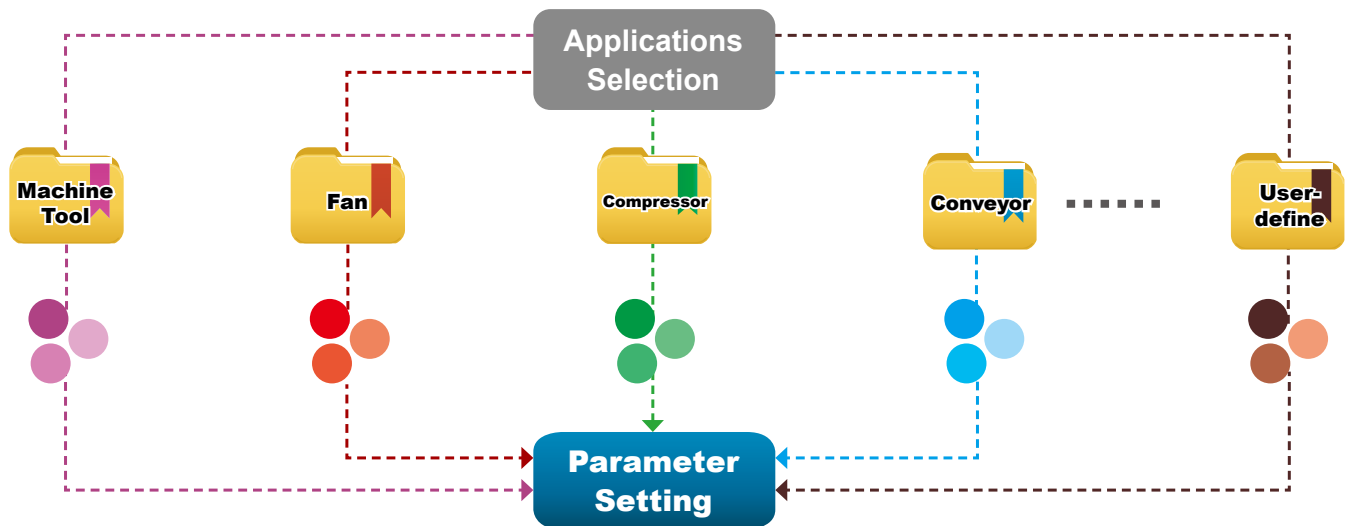 Applications
Selection
Machine
Tool
Fan
Compressor
Conveyor
User-
define
Parameter
Setting